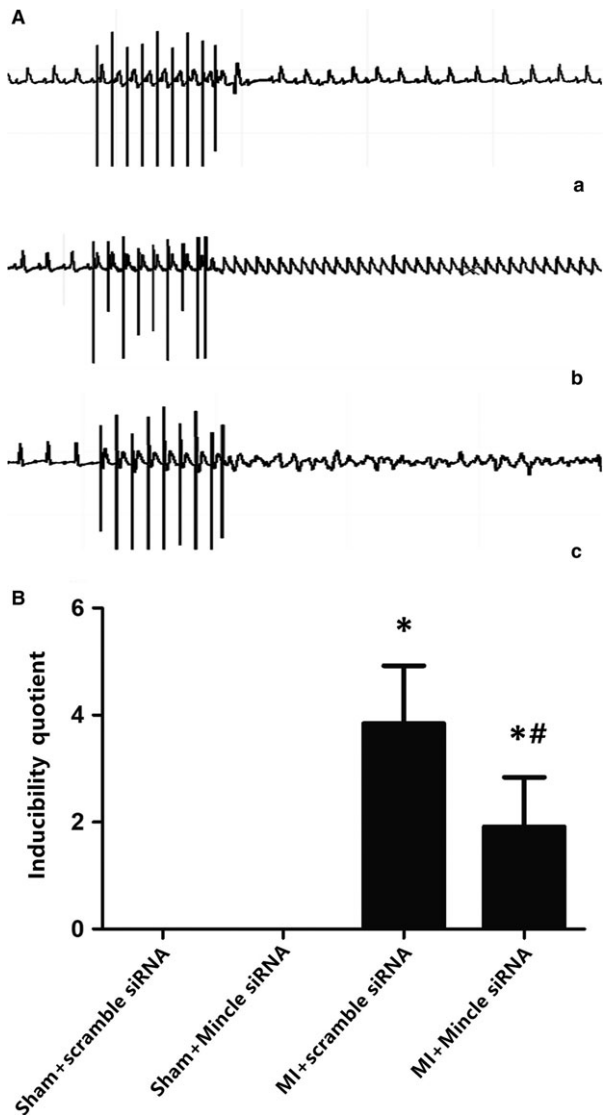 A
a
b
c
B
Inducibility quotient
6
4
2
0
*
*#
Sham+scramble siRNA
Sham+Mincle siRNA
MI+scramble siRNA
MI+Mincle siRNA